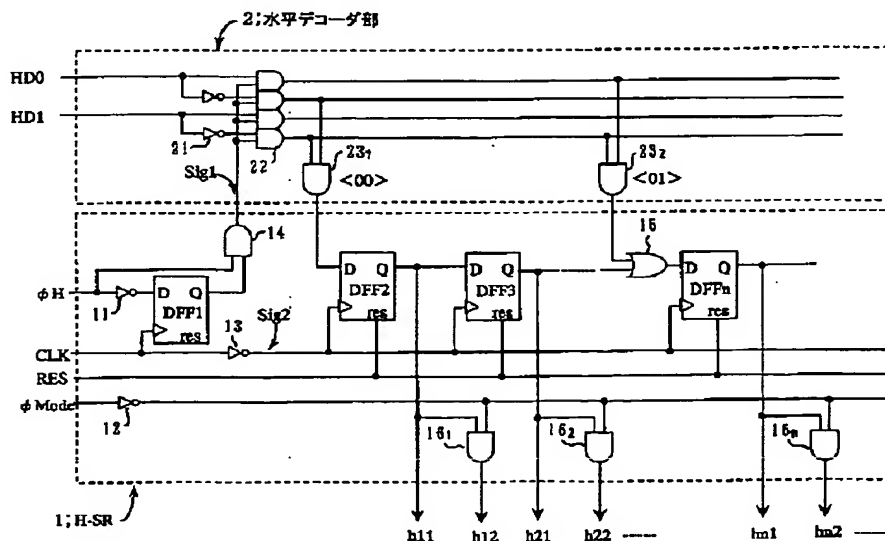 2;水平デコーダ部
HD0
HD1
21
22
Sig1
23₁
<00>
23₂
<01>
14
15
φH
11
D Q
DFF1
res
D Q
DFF2
res
D Q
DFF3
res
D Q
DFFn
res
CLK
13
Sig2
RES
φMode
12
16₁
16₂
16n
1;H-SR
h11
h12
h21
h22
hn1
hn2